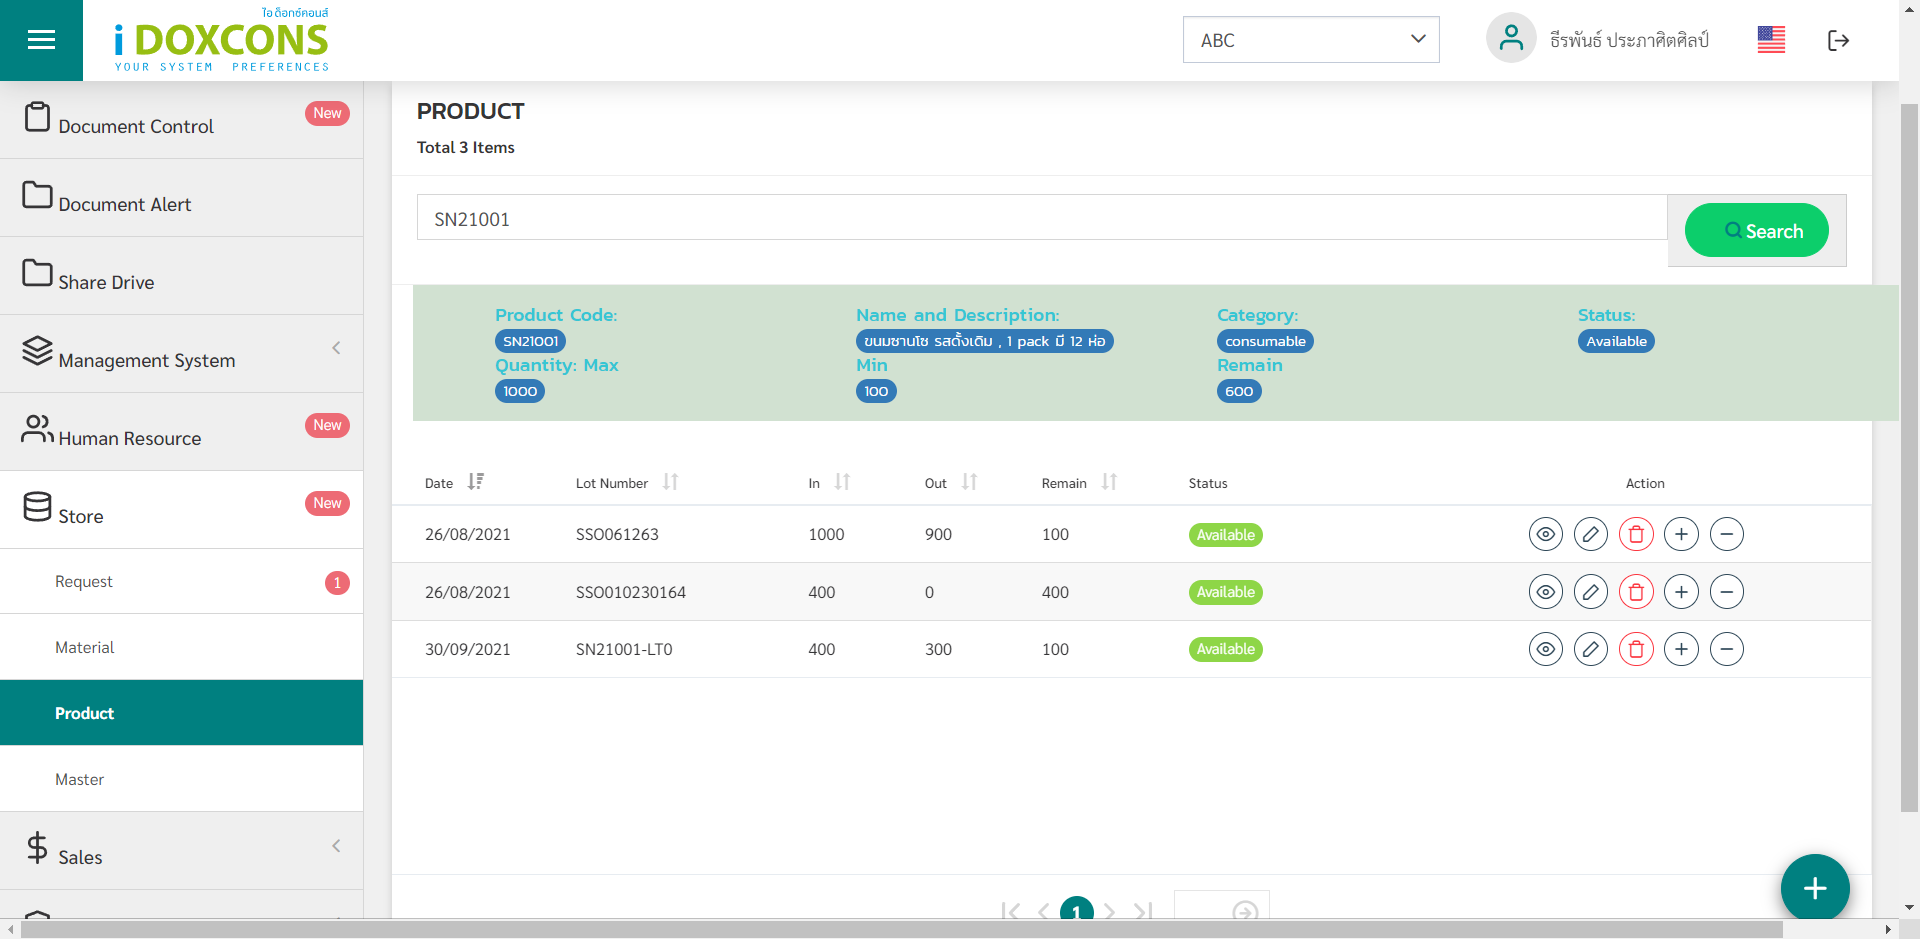 ไอด็อกซ์คอนส์
i DOXCONS
YOUR SYSTEM PREFERENCES
ABC
ธีรพันธ์ ประภาศิตศิลป์
Document Control
New
Document Alert
Share Drive
Management System
Human Resource
New
Store
New
Request
1
Material
Product
Master
Sales
PRODUCT
Total 3 Items
SN21001
Search
Product Code:
Name and Description:
Category:
Status:
SN21001
ขนมซานโซ รสดั้งเดิม , 1 pack มี 12 ห่อ
consumable
Available
Quantity: Max
Min
Remain
1000
100
600
Date
Lot Number
In
Out
Remain
Status
Action
26/08/2021 SSO061263 1000 900 100 Available
26/08/2021 SSO010230164 400 0 400 Available
30/09/2021 SN21001-LT0 400 300 100 Available
1